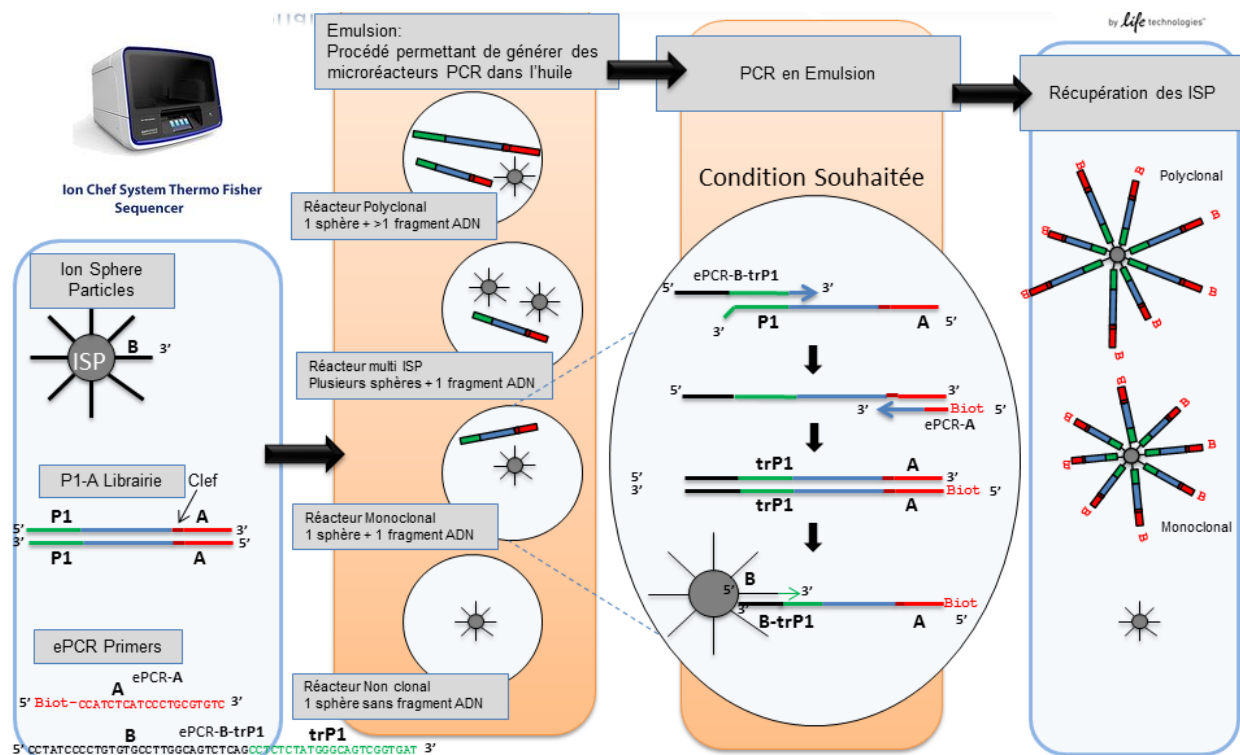 by life technologies™
Emulsion:
Procédé permettant de générer des
microréacteurs PCR dans l'huile
PCR en Emulsion
Récupération des ISP
Ion Chef System Thermo Fisher
Sequencer
Ion Sphere
Particles
ISP
B
3’
P1-A Librairie
Clef
P1
A
5’
3’
3’
5’
P1
A
ePCR Primers
A
ePCR-A
5’ Biot-CCATCTCATCCCTGCGTGTC 3’
B
ePCR-B-trP1
trP1
5’ CCTATCCCCTGTGTGCCTTGGCAGTCTCAGCCTCTCTATGGGCAGTCGGTGAT 3’
Réacteur Polyclonal
1 sphère + >1 fragment ADN
Réacteur multi ISP
Plusieurs sphères + 1 fragment ADN
Réacteur Monoclonal
1 sphère + 1 fragment ADN
Réacteur Non clonal
1 sphère sans fragment ADN
Condition Souhaitée
ePCR-B-trP1
5’
3’
3’
P1
A
5’
5’
3’
3’
Biot
5’
ePCR-A
trP1
A
5’
3’
3’
Biot
5’
trP1
A
B
5’
3’
3’
Biot
B-trP1
A
5’
Polyclonal
B
B
B
B
B
B
B
B
B
Monoclonal
B
B
B
B
B
B
B
B